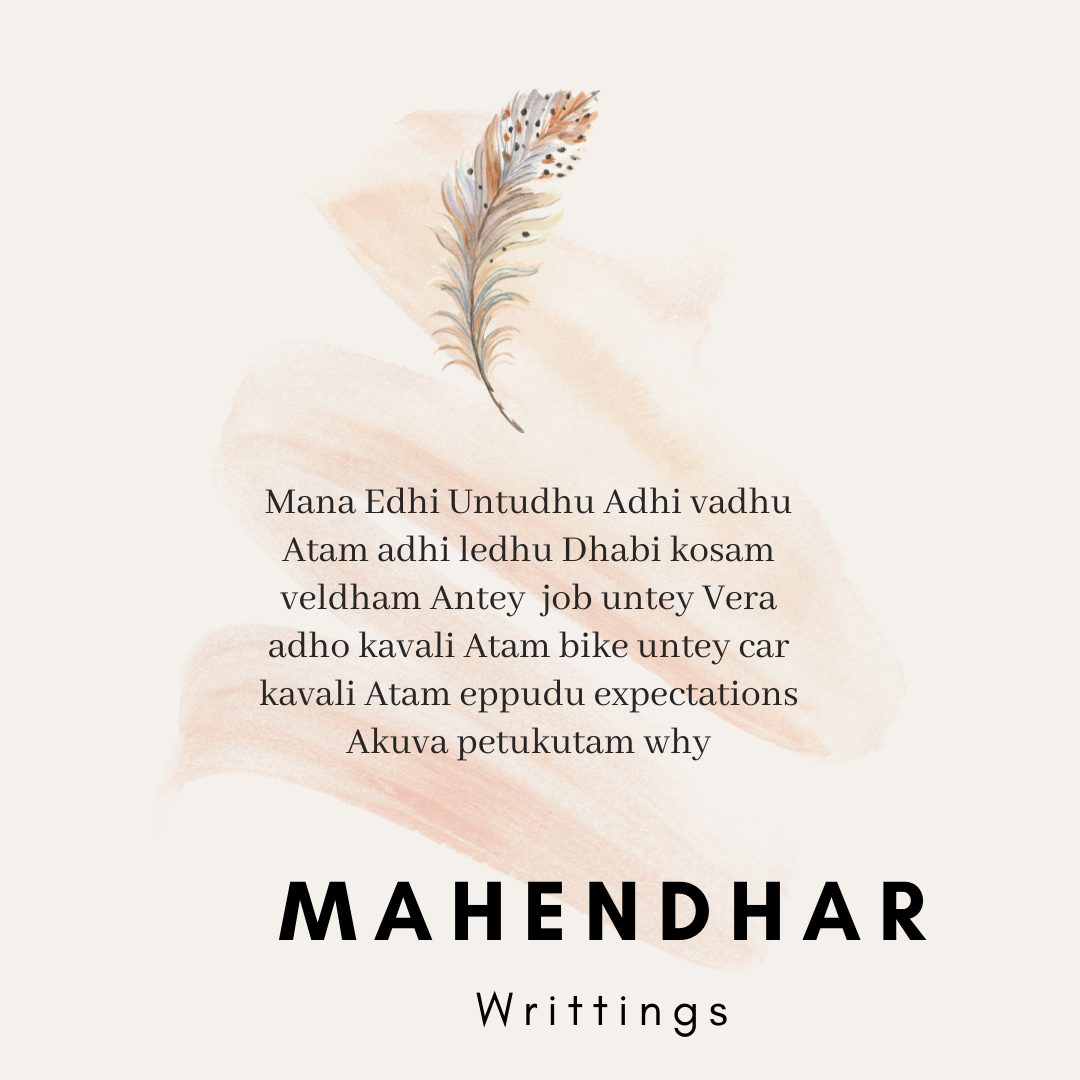 Mana Edhi Untudhu Adhi vadhu
Atam adhi ledhu Dhabi kosam
veldham Antey job untey Vera
adho kavali Atam bike untey car
kavali Atam eppudu expectations
Akuva petukutam why
MAHENDHAR
Writtings